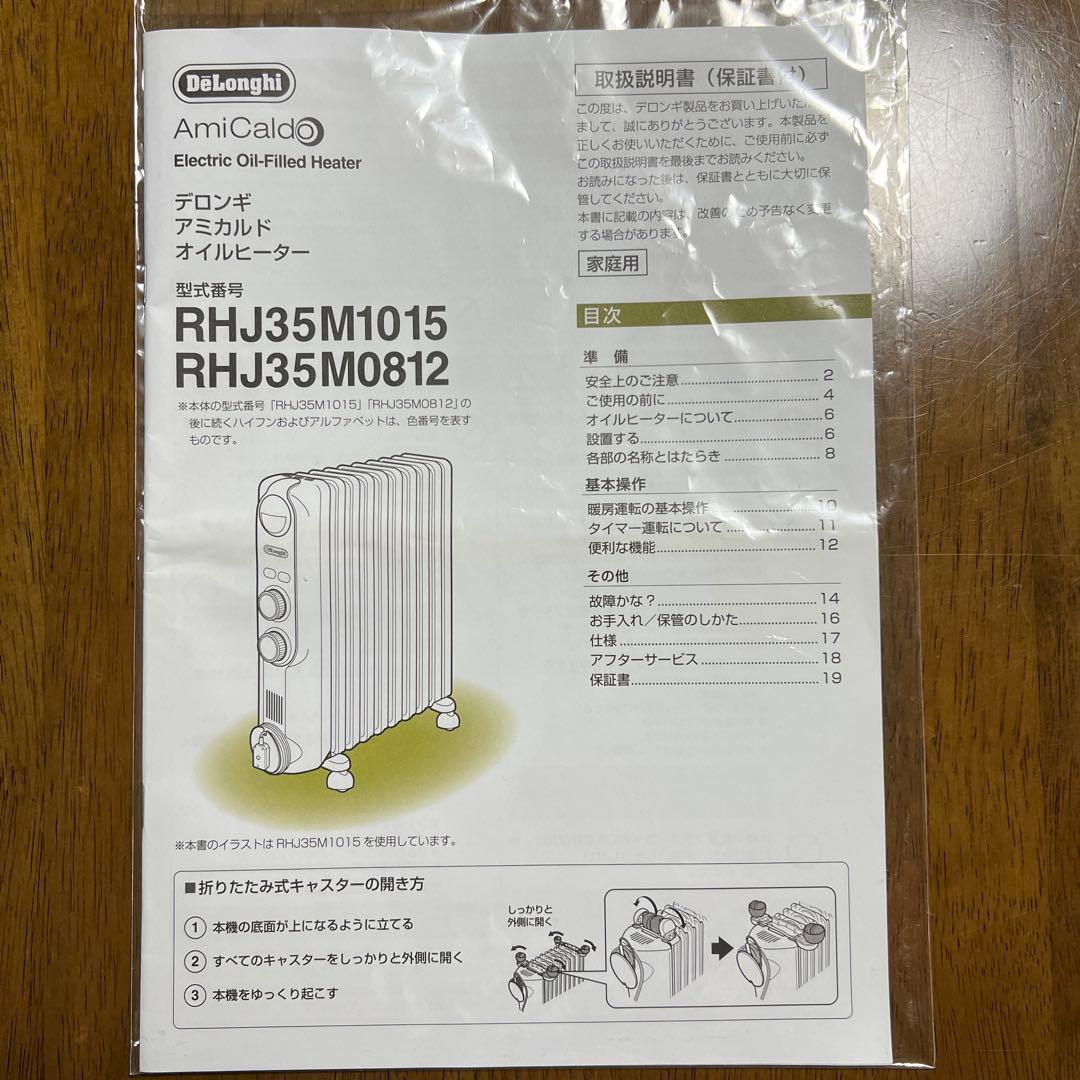 DeLonghi
AmiCaldo
Electric Oil-Filled Heater
デロンギ
アミカルド
オイルヒーター
型式番号
RHJ35M1015
RHJ35M0812
※本体の型式番号「RHJ35M1015」「RHJ35M0812」の
後に続くハイフンおよびアルファベットは、色番号を表す
ものです。
DeLonghi
※本書のイラストは RHJ35M1015 を使用しています。
取扱説明書（保証書付）
この度は、デロンギ製品をお買い上げいただ
まして、誠にありがとうございます。本製品を
正しくお使いいただくために、ご使用前に必ず
この取扱説明書を最後までお読みください。
お読みになった後は、保証書とともに大切に保
管してください。
本書に記載の内容は、改善のため予告なく変更
する場合があります。
家庭用
目次
準 備
安全上のご注意 2
ご使用の前に 4
オイルヒーターについて 6
設置する 6
各部の名称とはたらき 8
基本操作
暖房運転の基本操作 10
タイマー運転について 11
便利な機能 12
その他
故障かな？ 14
お手入れ／保管のしかた 16
仕様 17
アフターサービス 18
保証書 19
■折りたたみ式キャスターの開き方
1 本機の底面が上になるように立てる
2 すべてのキャスターをしっかりと外側に開く
3 本機をゆっくり起こす
しっかりと
外側に開く